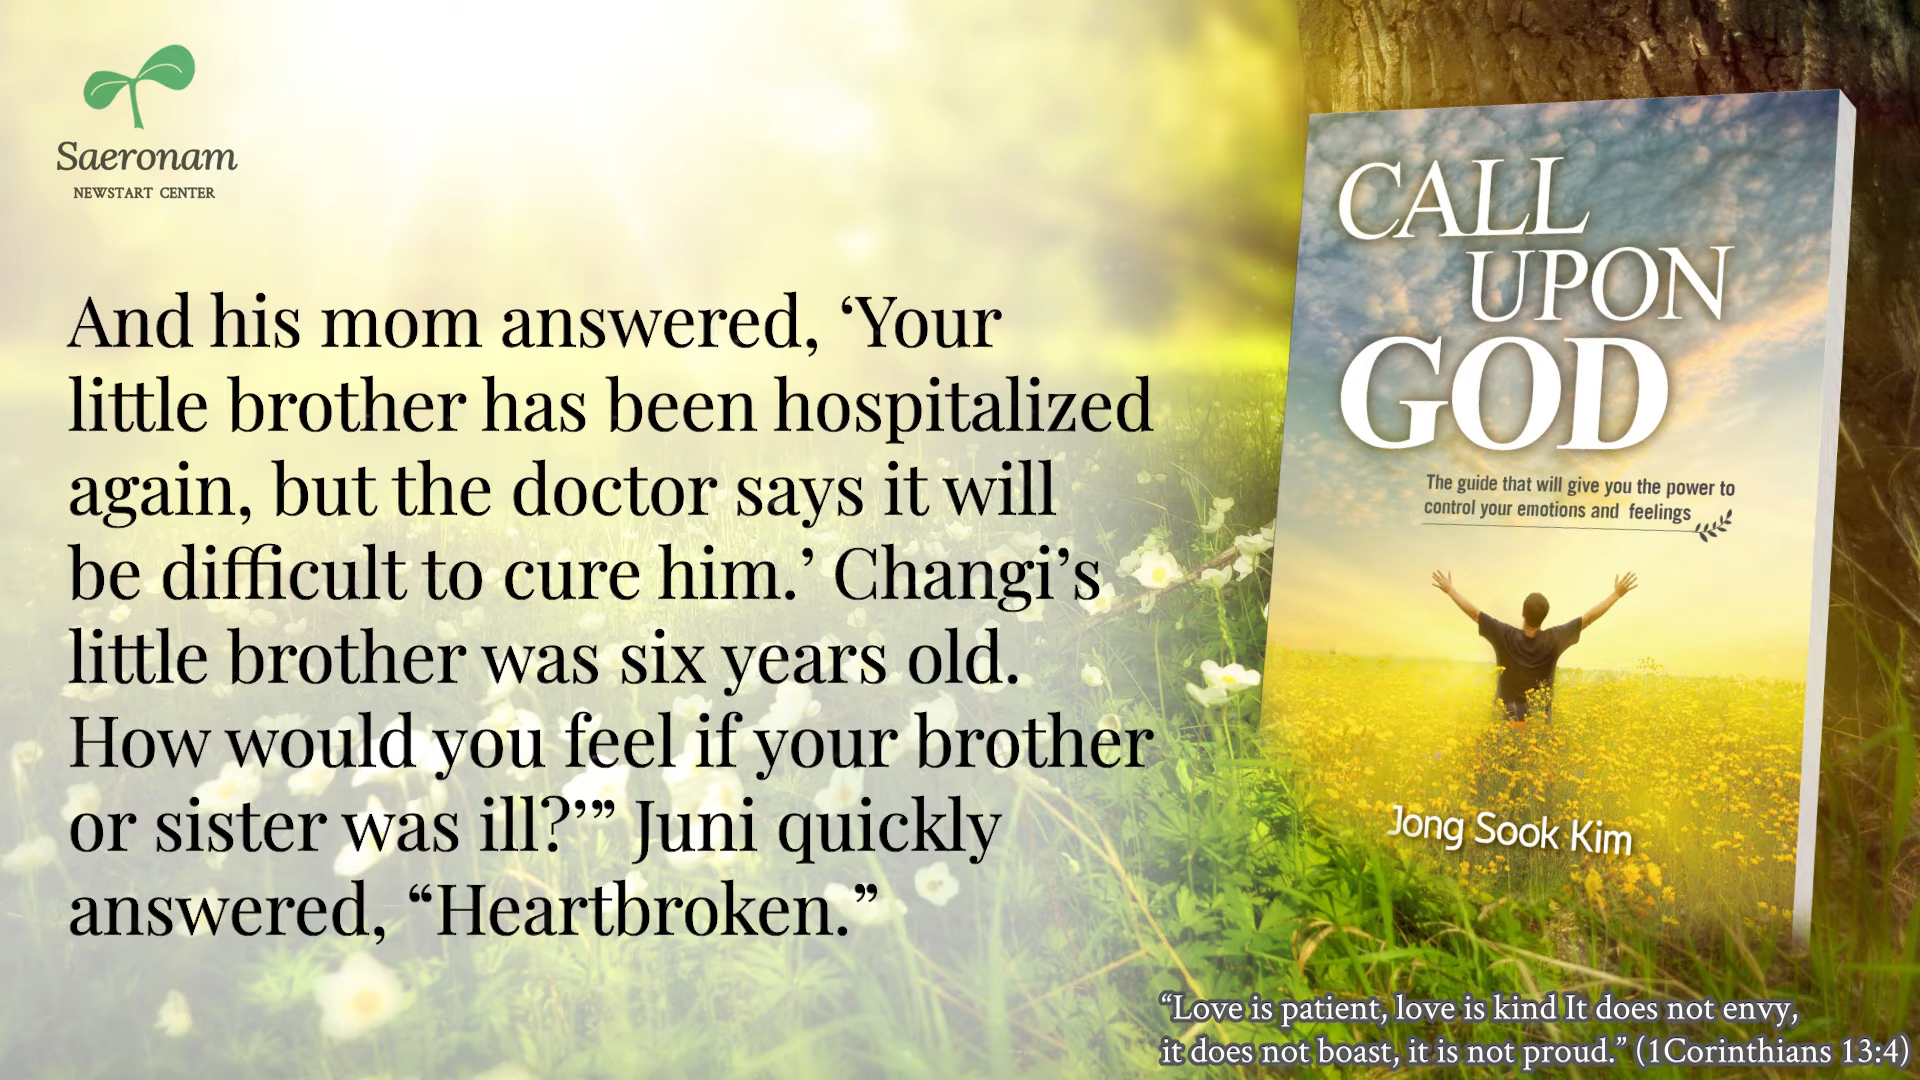 Saeronam
NEWSTART CENTER
And his mom answered, ‘Your
little brother has been hospitalized
again, but the doctor says it will
be difficult to cure him.’ Changi’s
little brother was six years old.
How would you feel if your brother
or sister was ill?’” Juni quickly
answered, “Heartbroken.”
CALL
UPON
GOD
The guide that will give you the power to
control your emotions and feelings
Jong Sook Kim
“Love is patient, love is kind It does not envy,
it does not boast, it is not proud.” (1Corinthians 13:4)